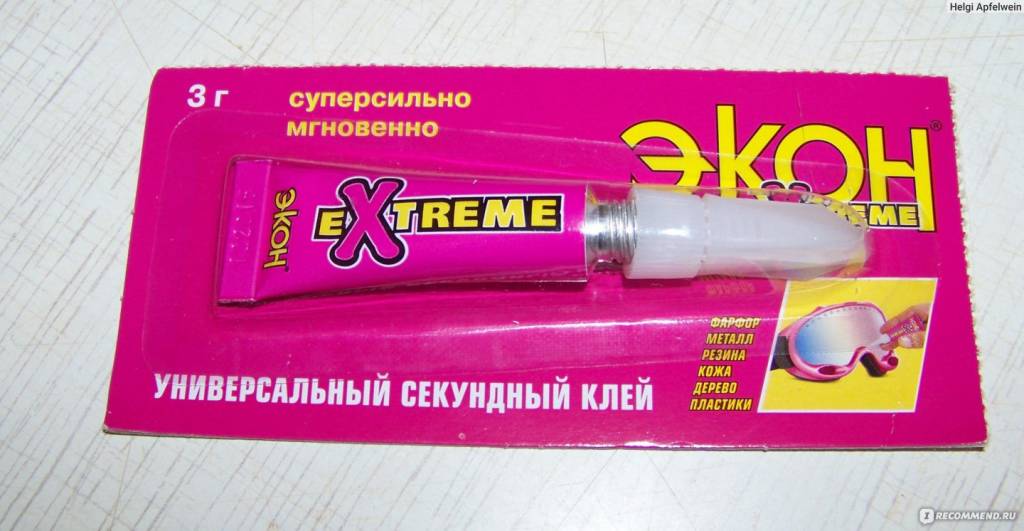 Helgi Apfelwein
3 г
суперсильно
мгновенно
ЭКОН®
ЭКОН
EXTREME
ФАРФОР
МЕТАЛЛ
РЕЗИНА
КОЖА
ДЕРЕВО
ПЛАСТИКИ
УНИВЕРСАЛЬНЫЙ СЕКУНДНЫЙ КЛЕЙ
RECOMMEND.RU